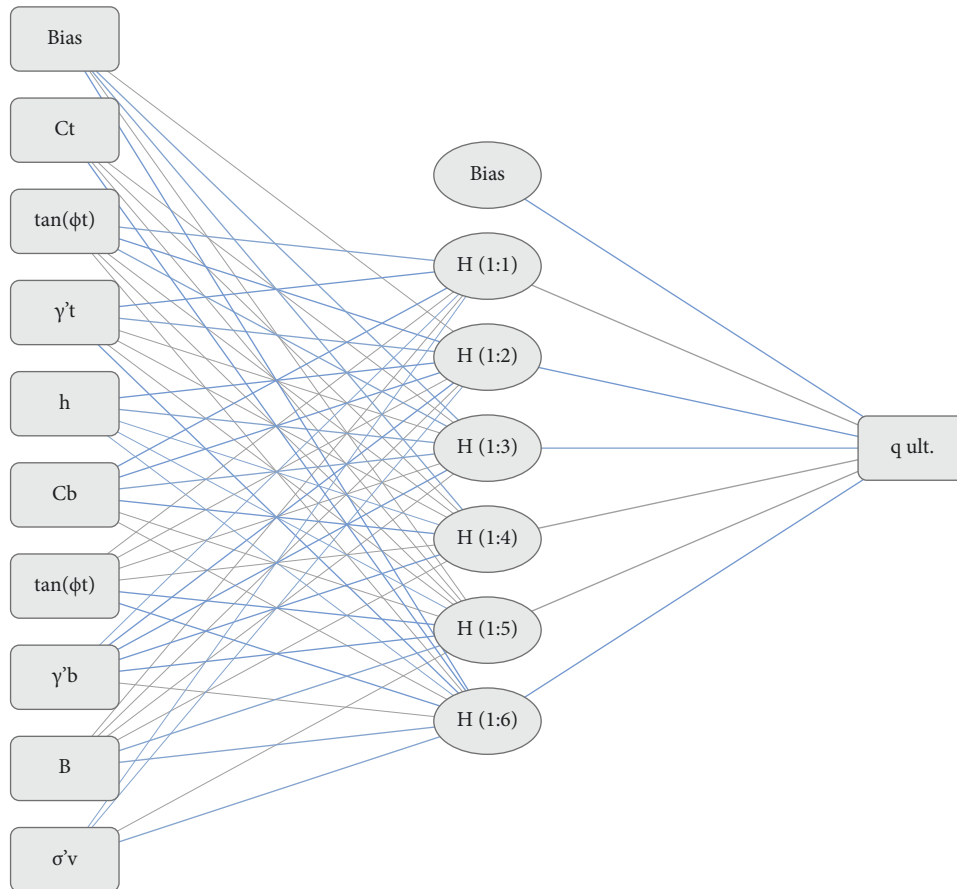 Bias
Ct
tan(ϕt)
γ’t
h
Cb
tan(ϕt)
γ’b
B
σ’v
Bias
H (1:1)
H (1:2)
H (1:3)
H (1:4)
H (1:5)
H (1:6)
q ult.